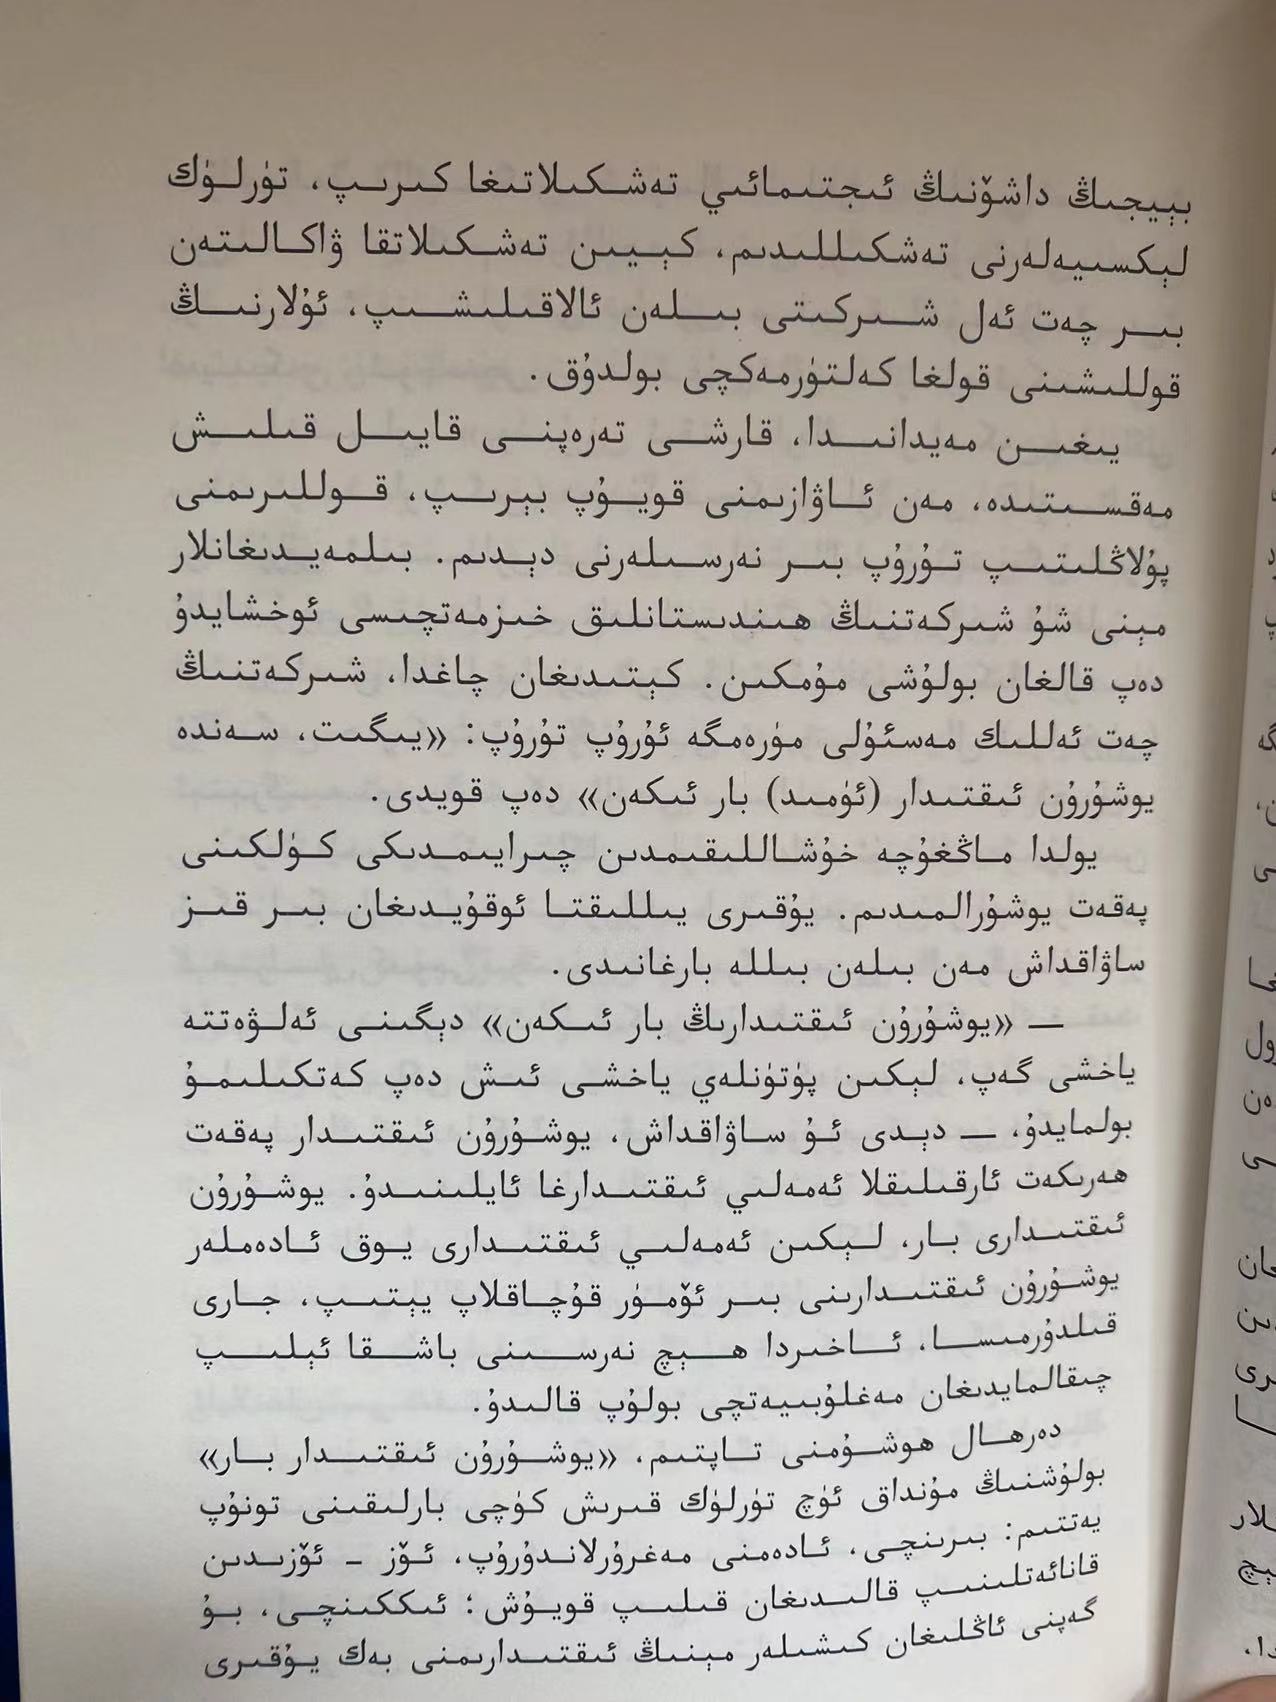 بېيجىڭ داشۆنىڭ ئىجتىمائىي تەشكىلاتىغا كىرىپ، تۈرلۈك
لېكسىيەلەرنى تەشكىللىدىم، كېيىن تەشكىلاتقا ۋاكالىتەن
بىر چەت ئەل شىركىتى بىلەن ئالاقىلىشىپ، ئۇلارنىڭ
قوللىشىنى قولغا كەلتۈرمەكچى بولدۇق.
يىغىن مەيدانىدا، قارشى تەرەپنى قايىل قىلىش
مەقسىتىدە، مەن ئاۋازىمنى قويۇپ بېرىپ، قوللىرىمنى
پۇلاڭلىتىپ تۇرۇپ بىر نەرسىلەرنى دېدىم. بىلمەيدىغانلار
مېنى شۇ شىركەتنىڭ ھىندىستانلىق خىزمەتچىسى ئوخشايدۇ
دەپ قالغان بولۇشى مۇمكىن. كېتىدىغان چاغدا، شىركەتنىڭ
چەت ئەللىك مەسئۇلى مۈرەمگە ئۇرۇپ تۇرۇپ: «يىگىت، سەندە
يوشۇرۇن ئىقتىدار (ئۈمىد) بار ئىكەن» دەپ قويدى.
يولدا ماڭغۇچە خۇشاللىقىمدىن چىرايىمدىكى كۈلكىنى
پەقەت يوشۇرالمىدىم. يۇقىرى يىللىقتا ئوقۇيدىغان بىر قىز
ساۋاقداش مەن بىلەن بىللە بارغانىدى.
— «يوشۇرۇن ئىقتىدارىڭ بار ئىكەن» دېگىنى ئەلۋەتتە
ياخشى گەپ، لېكىن پۈتۈنلەي ياخشى ئىش دەپ كەتكىلىمۇ
بولمايدۇ، — دېدى ئۇ ساۋاقداش، يوشۇرۇن ئىقتىدار پەقەت
ھەرىكەت ئارقىلىقلا ئەمەلىي ئىقتىدارغا ئايلىنىدۇ. يوشۇرۇن
ئىقتىدارى بار، لېكىن ئەمەلىي ئىقتىدارى يوق ئادەملەر
يوشۇرۇن ئىقتىدارىنى بىر ئۆمۈر قۇچاقلاپ يېتىپ، جارى
قىلدۇرمىسا، ئاخىردا ھېچ نەرسىنى باشقا ئېلىپ
چىقالمايدىغان مەغلۇبىيەتچى بولۇپ قالىدۇ.
دەرھال ھوشۇمنى تاپتىم، «يوشۇرۇن ئىقتىدار بار»
بولۇشنىڭ مۇنداق ئۈچ تۈرلۈك قىرىش كۈچى بارلىقىنى تونۇپ
يەتتىم: بىرىنچى، ئادەمنى مەغرۇرلاندۇرۇپ، ئۆز - ئۆزىدىن
قانائەتلىنىپ قالىدىغان قىلىپ قويۇش؛ ئىككىنچى، بۇ
گەپنى ئاڭلىغان كىشىلەر مېنىڭ ئىقتىدارىمنى بەك يۇقىرى